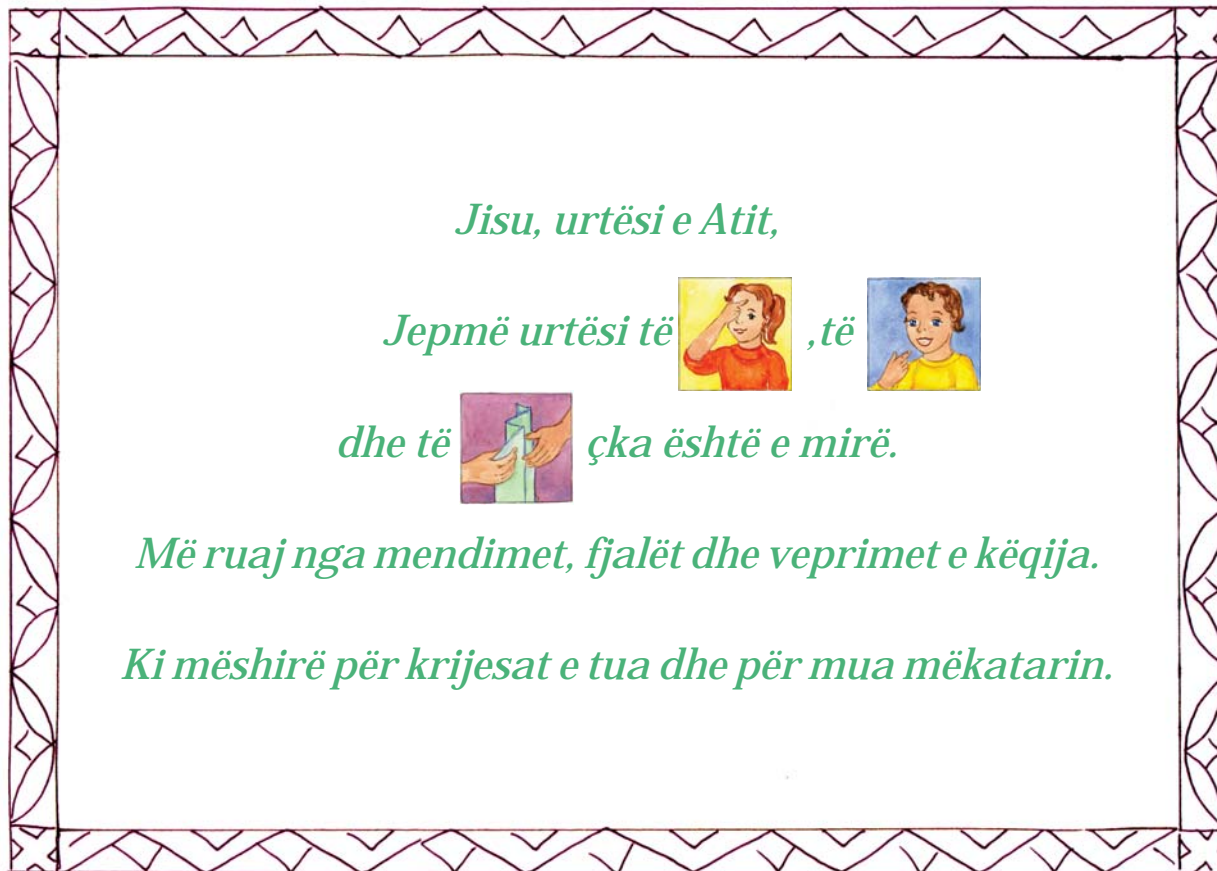 Jisu, urtësi e Atit,
Jepmë urtësi të ,të
dhe të çka është e mirë.
Më ruaj nga mendimet, fjalët dhe veprimet e këqija.
Ki mëshirë për krijesat e tua dhe për mua mëkatarin.